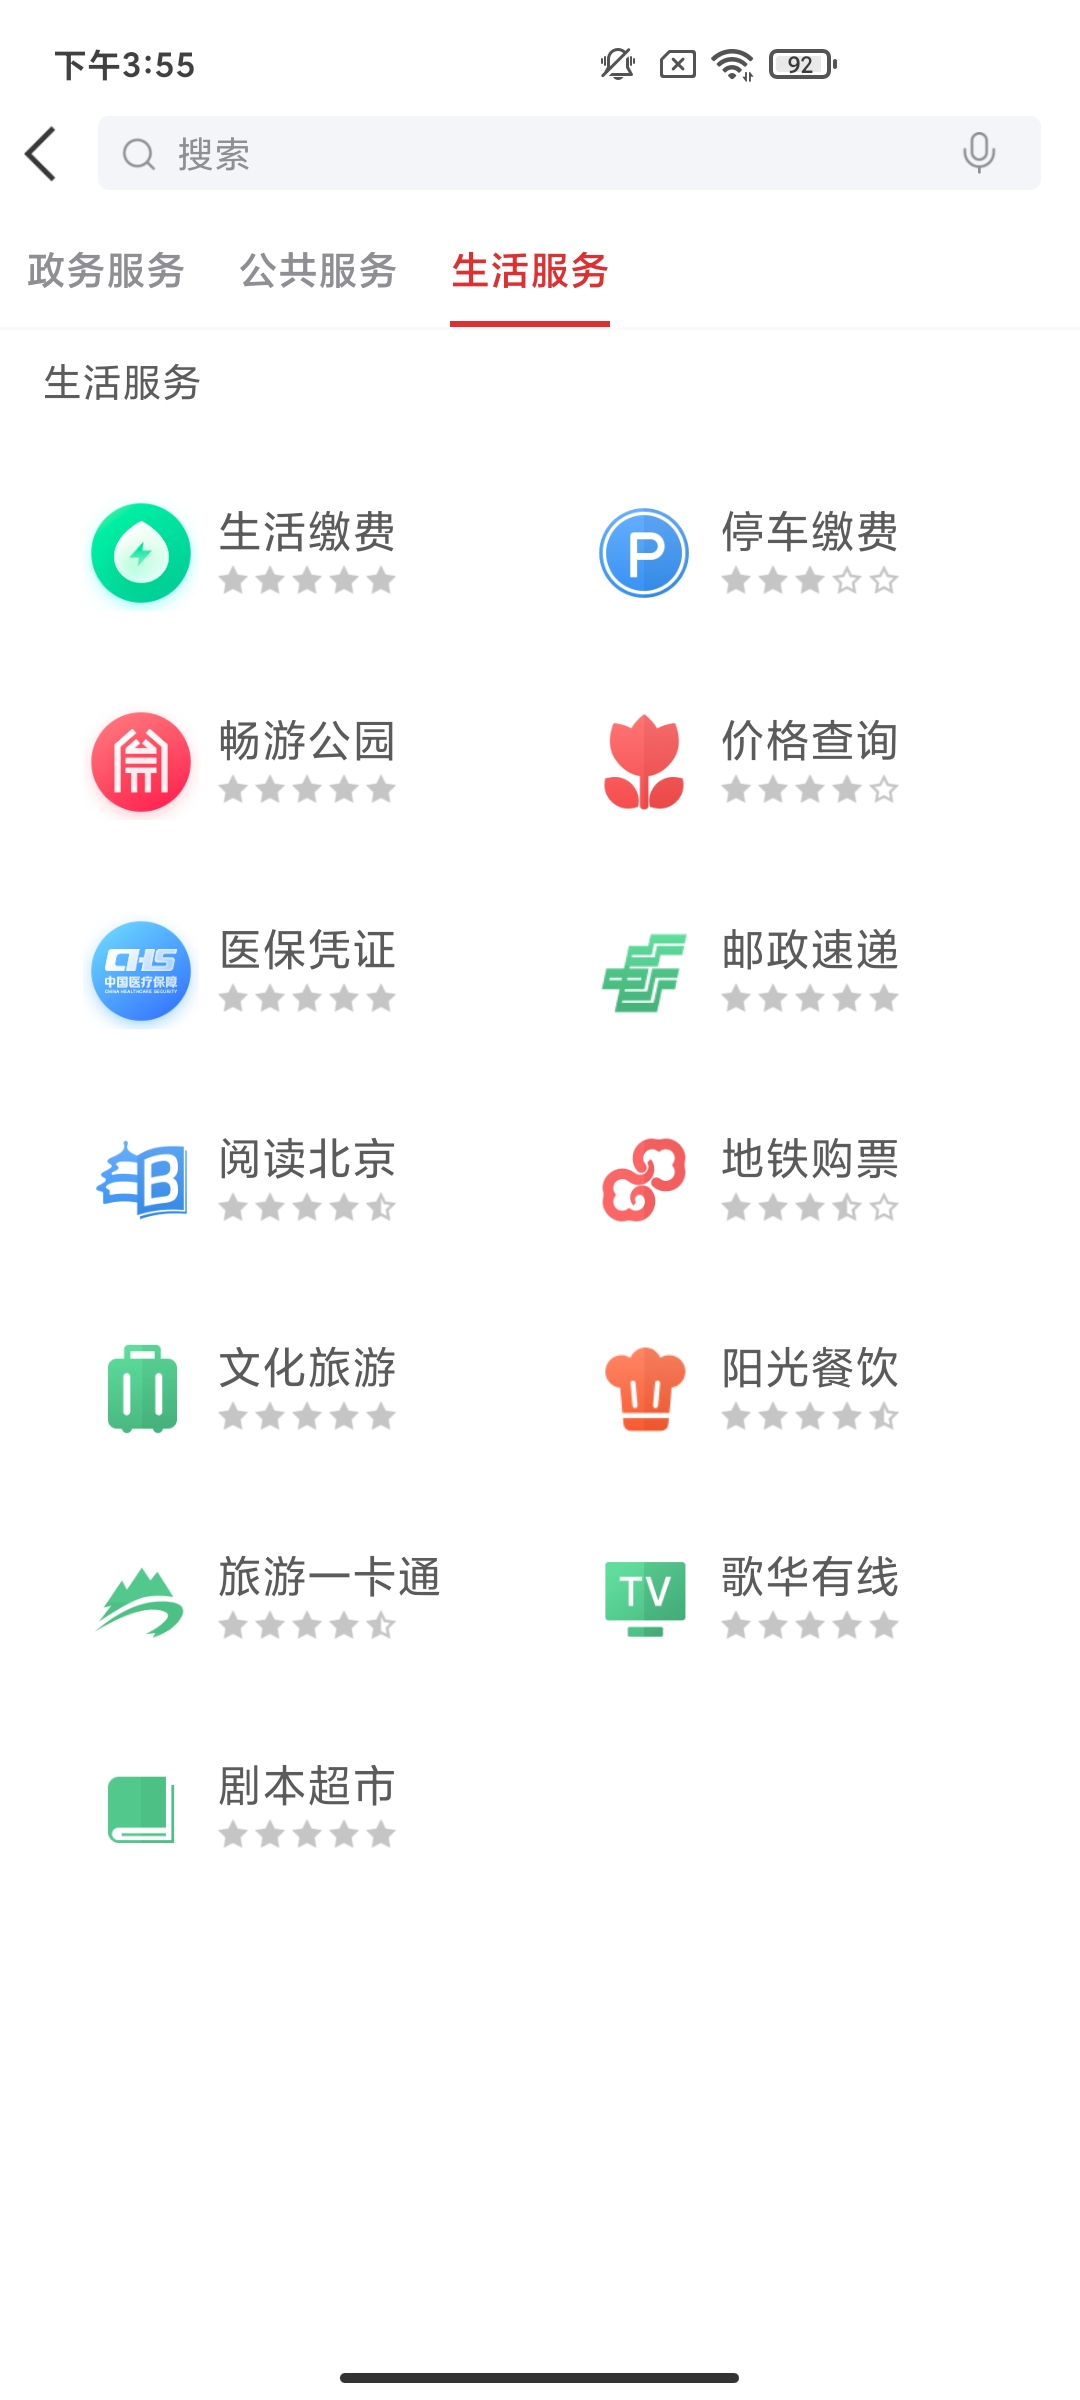 下午3:55
92
搜索
政务服务 公共服务 生活服务
生活服务
生活缴费 停车缴费
P
畅游公园 价格查询
医保凭证 邮政速递
CHS
中国医疗保障
CHINA HEALTHCARE SECURITY
阅读北京 地铁购票
B
文化旅游 阳光餐饮
旅游一卡通 歌华有线
TV
剧本超市